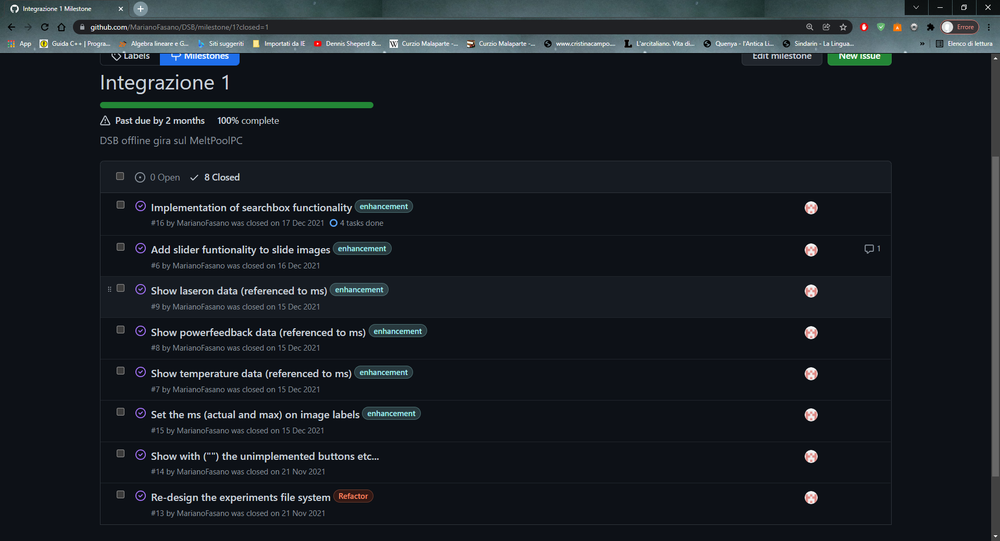 Integrazione 1 Milestone
github.com/MarianoFasano/DSB/milestone/1?closed=1
Errore
App
Guida C++ | Progra...
Algebra lineare e G...
Siti suggeriti
Importati da IE
Dennis Sheperd &...
Curzio Malaparte -...
Curzio Malaparte -...
www.cristinacampo....
L'arcitaliano. Vita di...
Quenya - l'Antica Li...
Sindarin - La Lingua...
»
Elenco di lettura
Labels
Milestones
Edit milestone
New issue
Integrazione 1
Past due by 2 months 100% complete
DSB offline gira sul MeltPoolPC
0 Open 8 Closed
Implementation of searchbox functionality enhancement
#16 by MarianoFasano was closed on 17 Dec 2021 4 tasks done
Add slider funtionality to slide images enhancement 1
#6 by MarianoFasano was closed on 16 Dec 2021
Show laseron data (referenced to ms) enhancement
#9 by MarianoFasano was closed on 15 Dec 2021
Show powerfeedback data (referenced to ms) enhancement
#8 by MarianoFasano was closed on 15 Dec 2021
Show temperature data (referenced to ms) enhancement
#7 by MarianoFasano was closed on 15 Dec 2021
Set the ms (actual and max) on image labels enhancement
#15 by MarianoFasano was closed on 15 Dec 2021
Show with ("") the unimplemented buttons etc...
#14 by MarianoFasano was closed on 21 Nov 2021
Re-design the experiments file system Refactor
#13 by MarianoFasano was closed on 21 Nov 2021